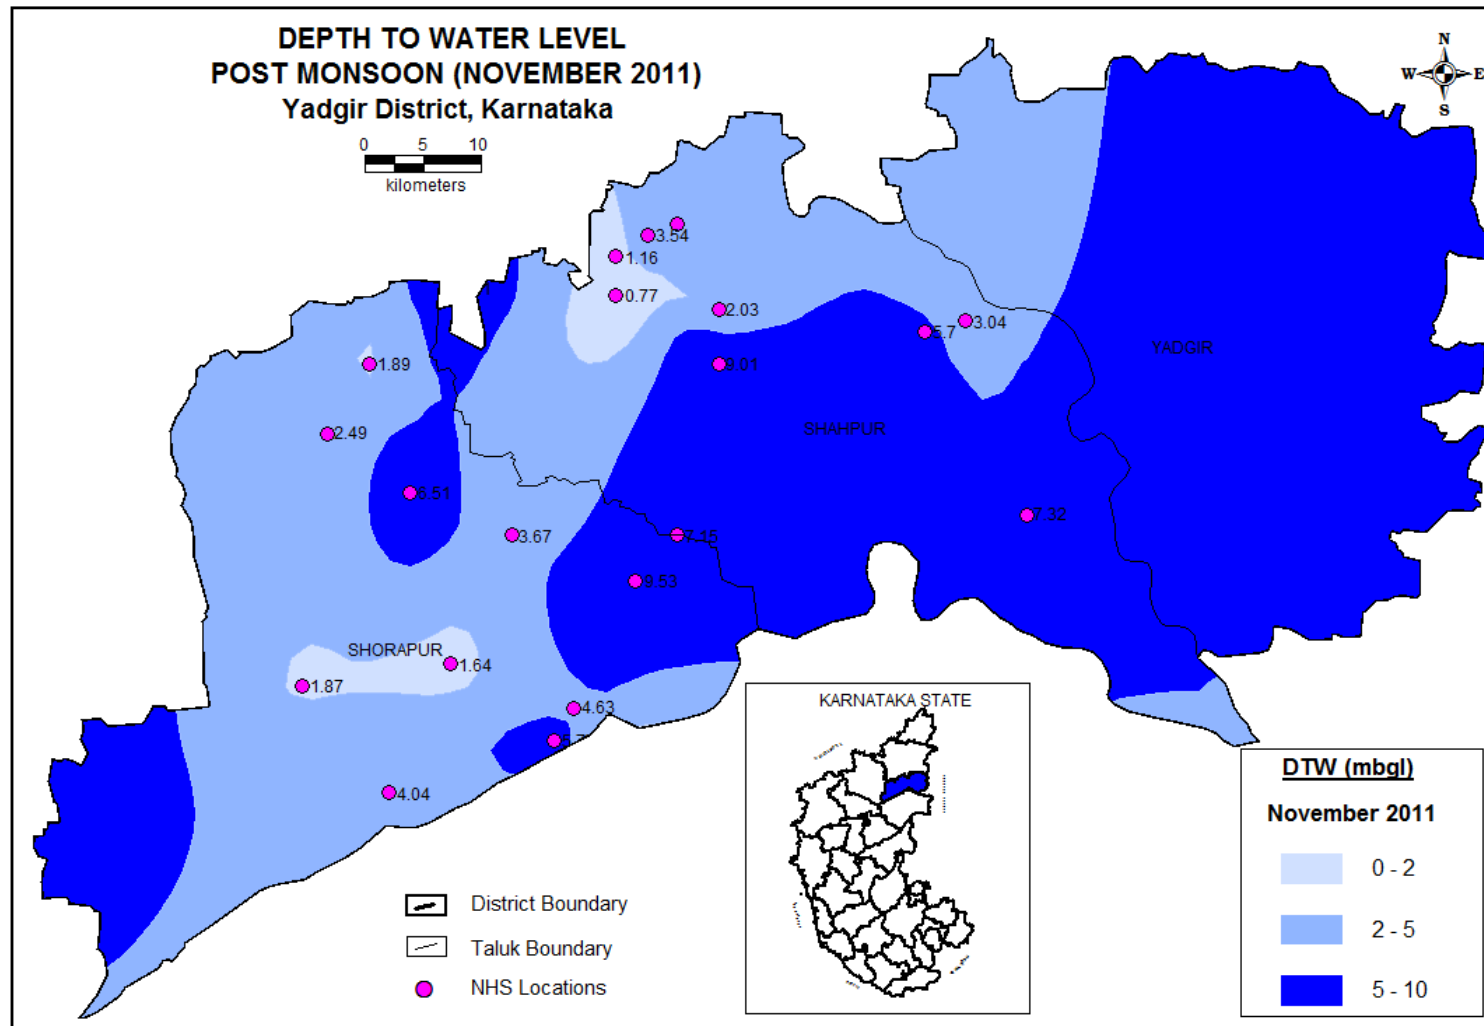 DEPTH TO WATER LEVEL
POST MONSOON (NOVEMBER 2011)
Yadgir District, Karnataka
0 5 10
kilometers
N
W E
S
3.54
1.16
0.77
2.03
5.7
3.04
YADGIR
1.89
9.01
2.49
SHAHPUR
6.51
7.32
3.67
7.15
9.53
SHORAPUR
1.64
1.87
4.63
4.04
KARNATAKA STATE
District Boundary
Taluk Boundary
NHS Locations
DTW (mbgl)
November 2011
0 - 2
2 - 5
5 - 10